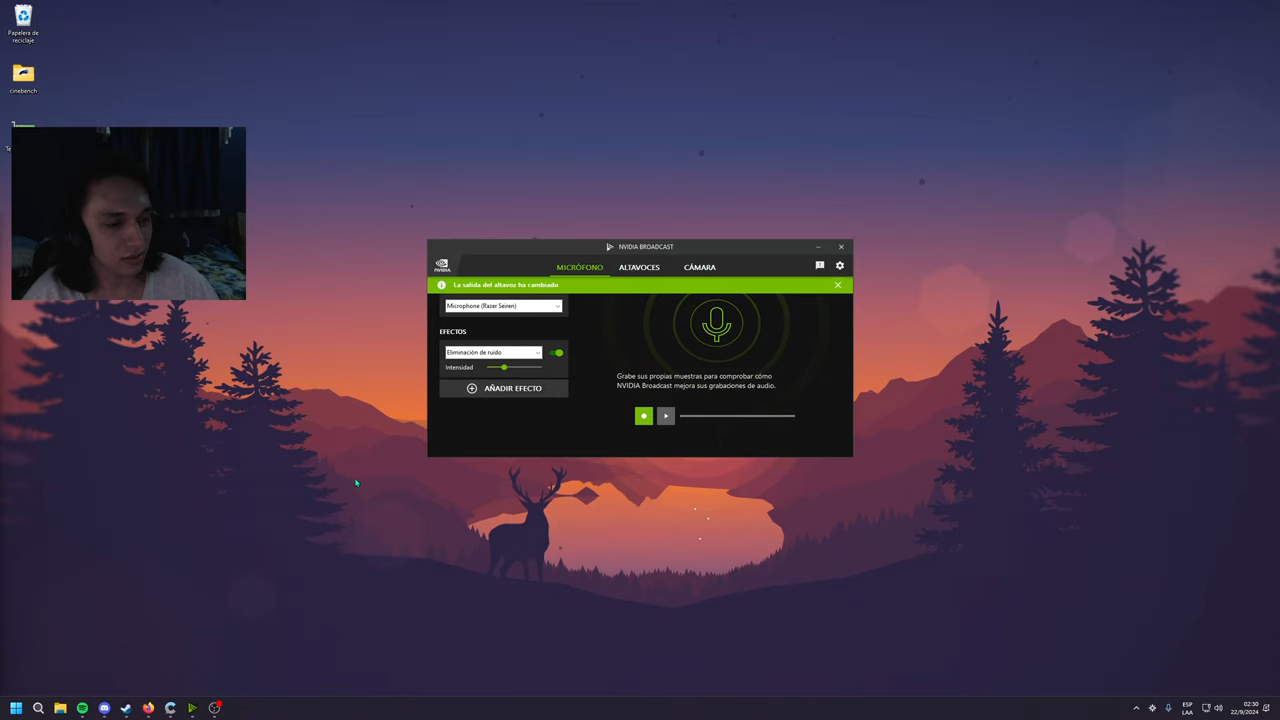 Papelera de
reciclaje
cinebench
NVIDIA BROADCAST
NVIDIA.
MICRÓFONO
ALTAVOCES
CÁMARA
La salida del altavoz ha cambiado
Microphone (Razer Seiren)
EFECTOS
Eliminación de ruido
Intensidad
AÑADIR EFECTO
Grabe sus propias muestras para comprobar cómo
NVIDIA Broadcast mejora sus grabaciones de audio.
ESP
LAA
02:30
22/9/2024